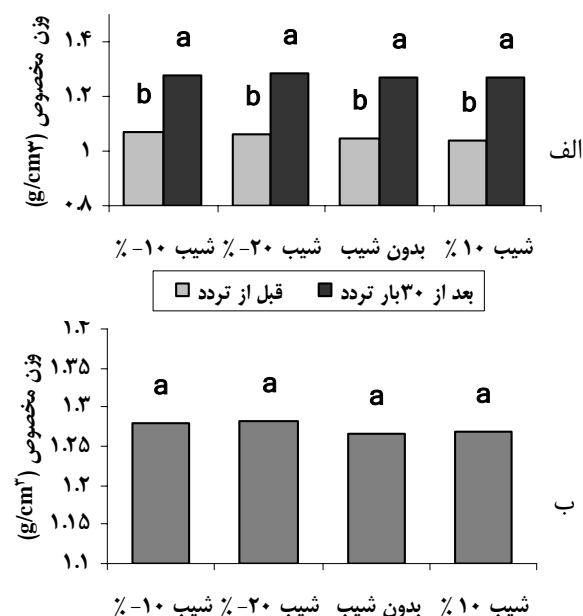 وزن مخصوص (g/cm۳)
۱.۴
۱.۲
۱
۰.۸
a a a a
b b b b
شیب ۱۰- % شیب ۲۰- % بدون شیب شیب ۱۰ %
الف
قبل از تردد بعد از ۳۰بار تردد
وزن مخصوص (g/cm³)
۱.۴
۱.۳۵
۱.۳
۱.۲۵
۱.۲
۱.۱۵
۱.۱
a a a a
شیب ۱۰- % شیب ۲۰- % بدون شیب شیب ۱۰ %
ب